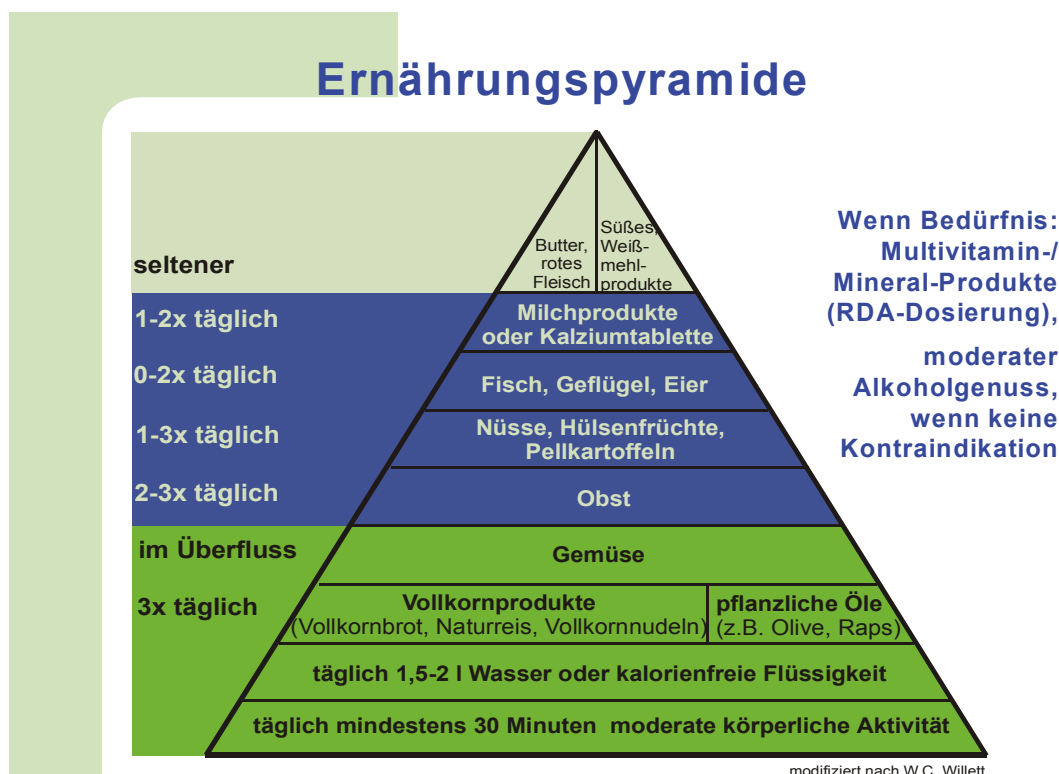 Ernährungspyramide
Butter,
rotes
Fleisch
Süßes,
Weiß-
mehl-
produkte
seltener
1-2x täglich
Milchprodukte
oder Kalziumtablette
0-2x täglich
Fisch, Geflügel, Eier
1-3x täglich
Nüsse, Hülsenfrüchte,
Pellkartoffeln
2-3x täglich
Obst
im Überfluss
Gemüse
3x täglich
Vollkornprodukte
(Vollkornbrot, Naturreis, Vollkornnudeln)
pflanzliche Öle
(z.B. Olive, Raps)
täglich 1,5-2 l Wasser oder kalorienfreie Flüssigkeit
täglich mindestens 30 Minuten moderate körperliche Aktivität
Wenn Bedürfnis:
Multivitamin-/
Mineral-Produkte
(RDA-Dosierung),
moderater
Alkoholgenuss,
wenn keine
Kontraindikation
modifiziert nach W.C. Willett